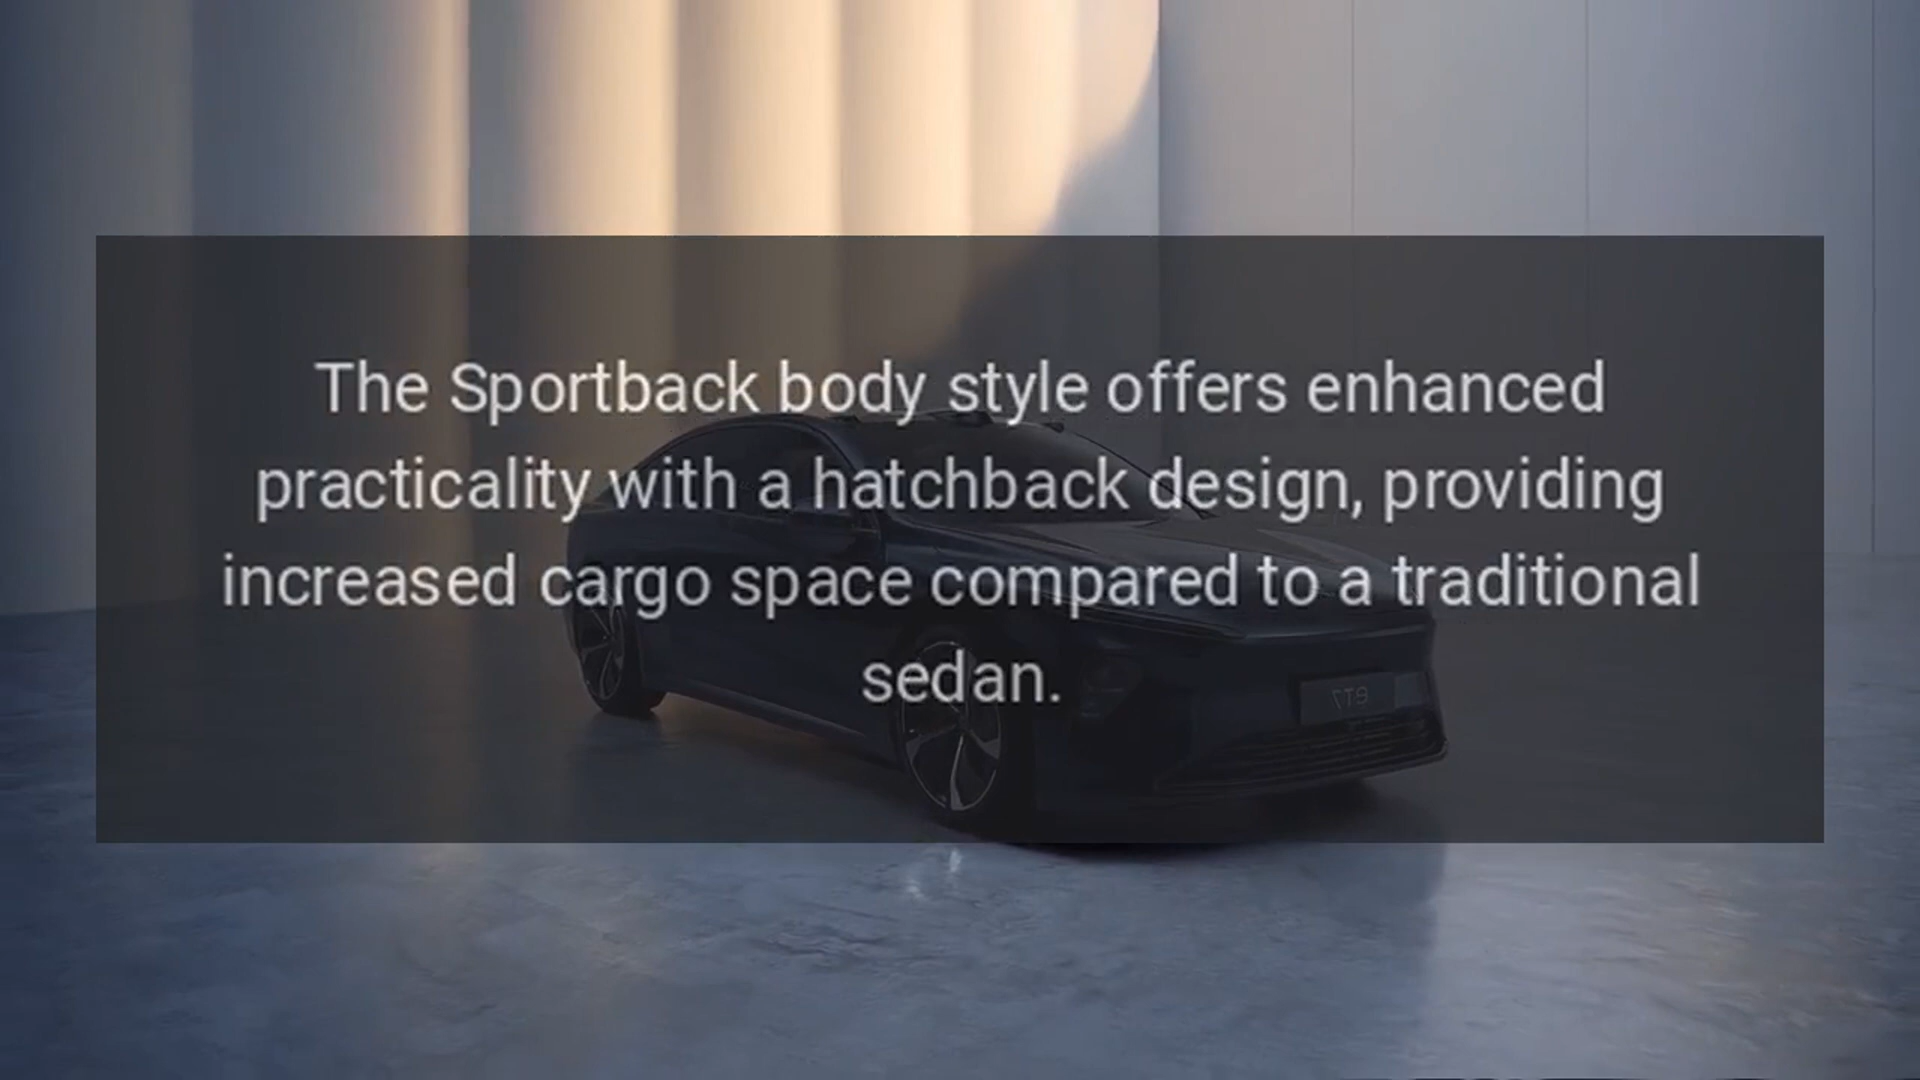 The Sportback body style offers enhanced
practicality with a hatchback design, providing
increased cargo space compared to a traditional
sedan.